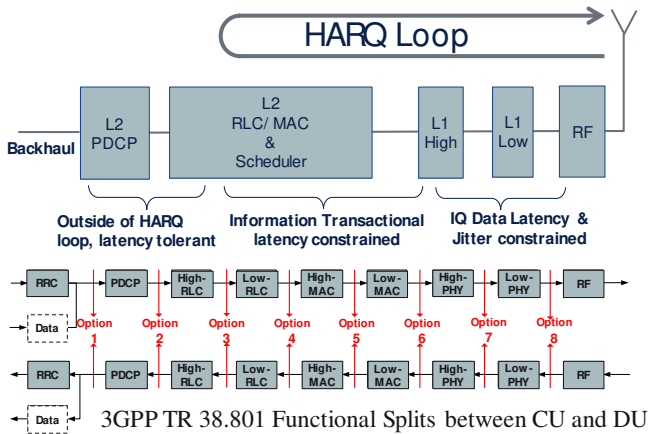 HARQ Loop
L2
PDCP
L2
RLC/ MAC
&
Scheduler
L1
High
L1
Low
RF
Backhaul
Outside of HARQ
loop, latency tolerant
Information Transactional
latency constrained
IQ Data Latency &
Jitter constrained
RRC
PDCP
High-
RLC
Low-
RLC
High-
MAC
Low-
MAC
High-
PHY
Low-
PHY
RF
Data
Option
1
Option
2
Option
3
Option
4
Option
5
Option
6
Option
7
Option
8
RRC
PDCP
High-
RLC
Low-
RLC
High-
MAC
Low-
MAC
High-
PHY
Low-
PHY
RF
Data
3GPP TR 38.801 Functional Splits between CU and DU